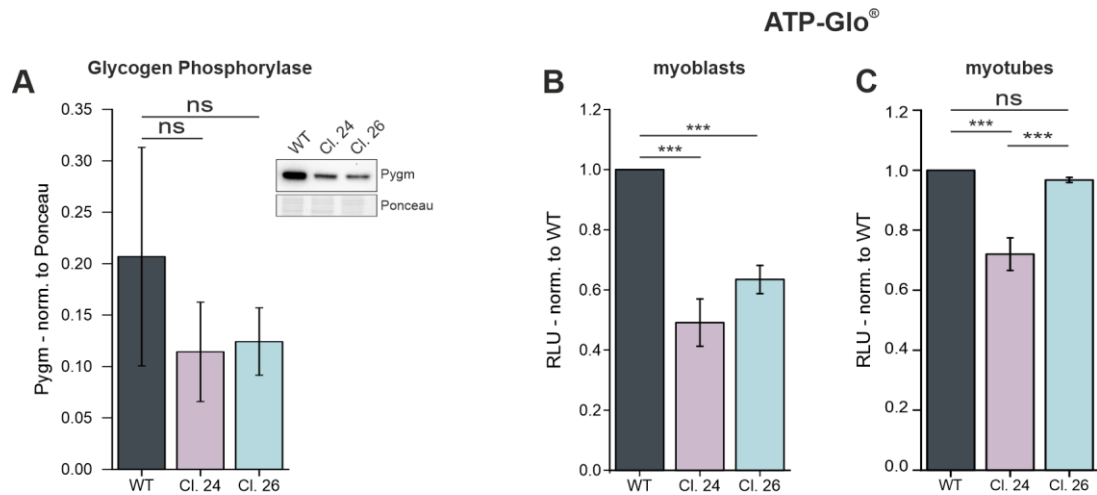 ATP-Glo®
A
Glycogen Phosphorylase
Pygm - norm. to Ponceau
0.35
0.30
0.25
0.20
0.15
0.10
0.05
0.00
ns
ns
WT
Cl. 24
Cl. 26
Pygm
Ponceau
WT
Cl. 24
Cl. 26
B
myoblasts
RLU - norm. to WT
1.2
1.0
0.8
0.6
0.4
0.2
0.0
***
***
WT
Cl. 24
Cl. 26
C
myotubes
RLU - norm. to WT
1.2
1.0
0.8
0.6
0.4
0.2
0.0
ns
***
***
WT
Cl. 24
Cl. 26